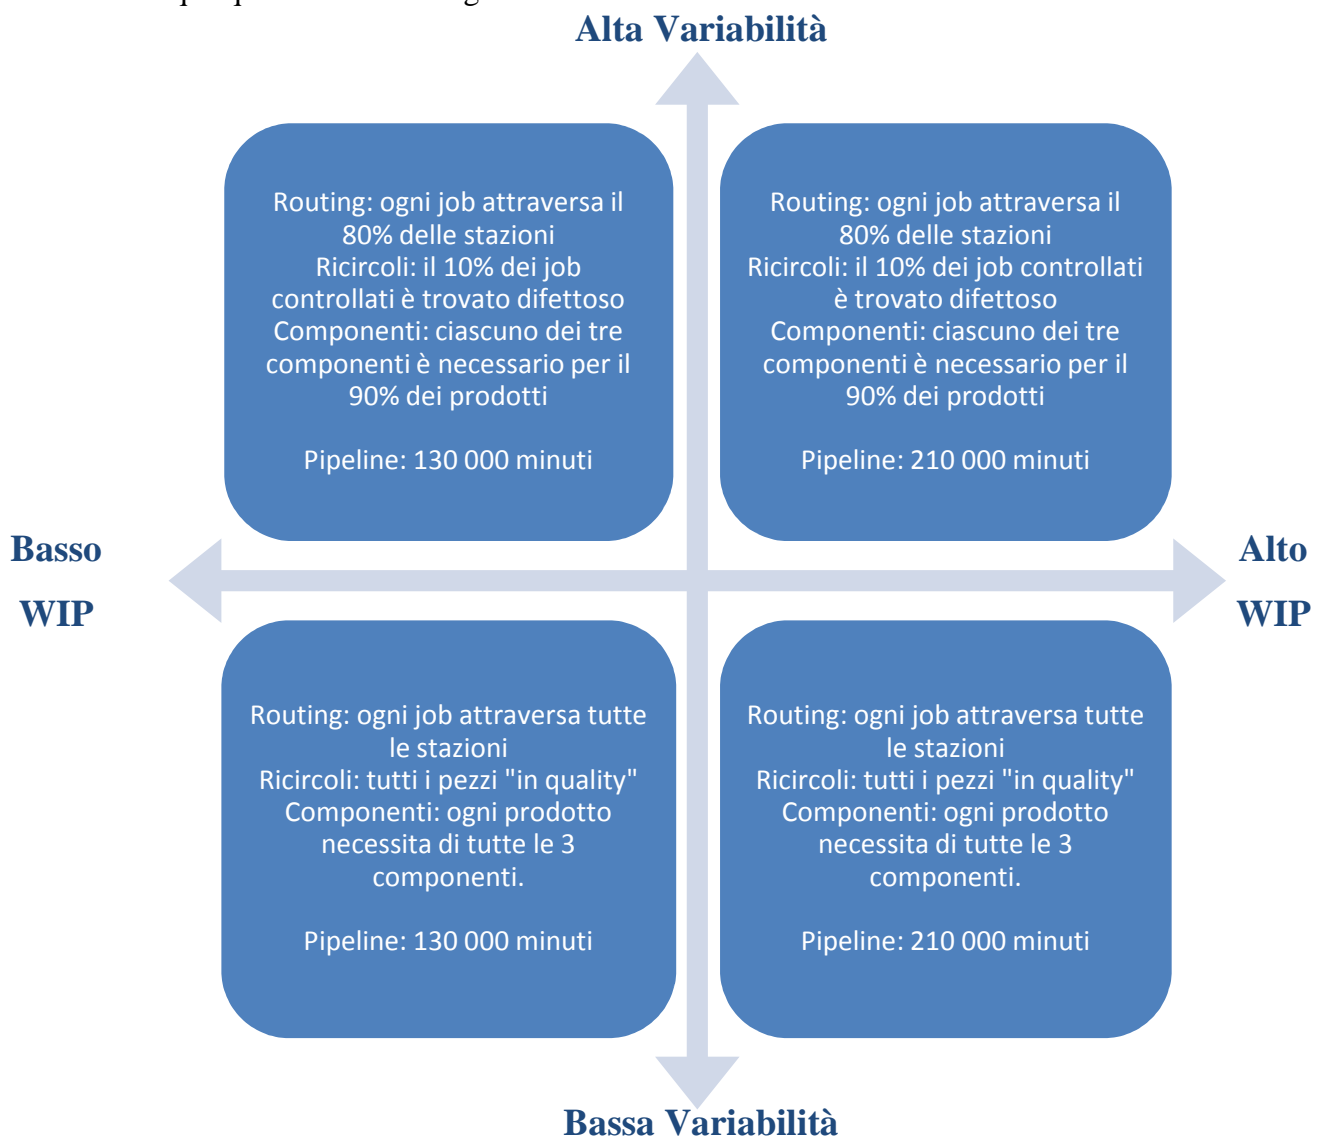 Alta Variabilità
Routing: ogni job attraversa il
80% delle stazioni
Ricircoli: il 10% dei job
controllati è trovato difettoso
Componenti: ciascuno dei tre
componenti è necessario per il
90% dei prodotti
Pipeline: 130 000 minuti
Routing: ogni job attraversa il
80% delle stazioni
Ricircoli: il 10% dei job controllati
è trovato difettoso
Componenti: ciascuno dei tre
componenti è necessario per il
90% dei prodotti
Pipeline: 210 000 minuti
Basso
WIP
Alto
WIP
Routing: ogni job attraversa tutte
le stazioni
Ricircoli: tutti i pezzi "in quality"
Componenti: ogni prodotto
necessita di tutte le 3
componenti.
Pipeline: 130 000 minuti
Routing: ogni job attraversa tutte
le stazioni
Ricircoli: tutti i pezzi "in quality"
Componenti: ogni prodotto
necessita di tutte le 3
componenti.
Pipeline: 210 000 minuti
Bassa Variabilità